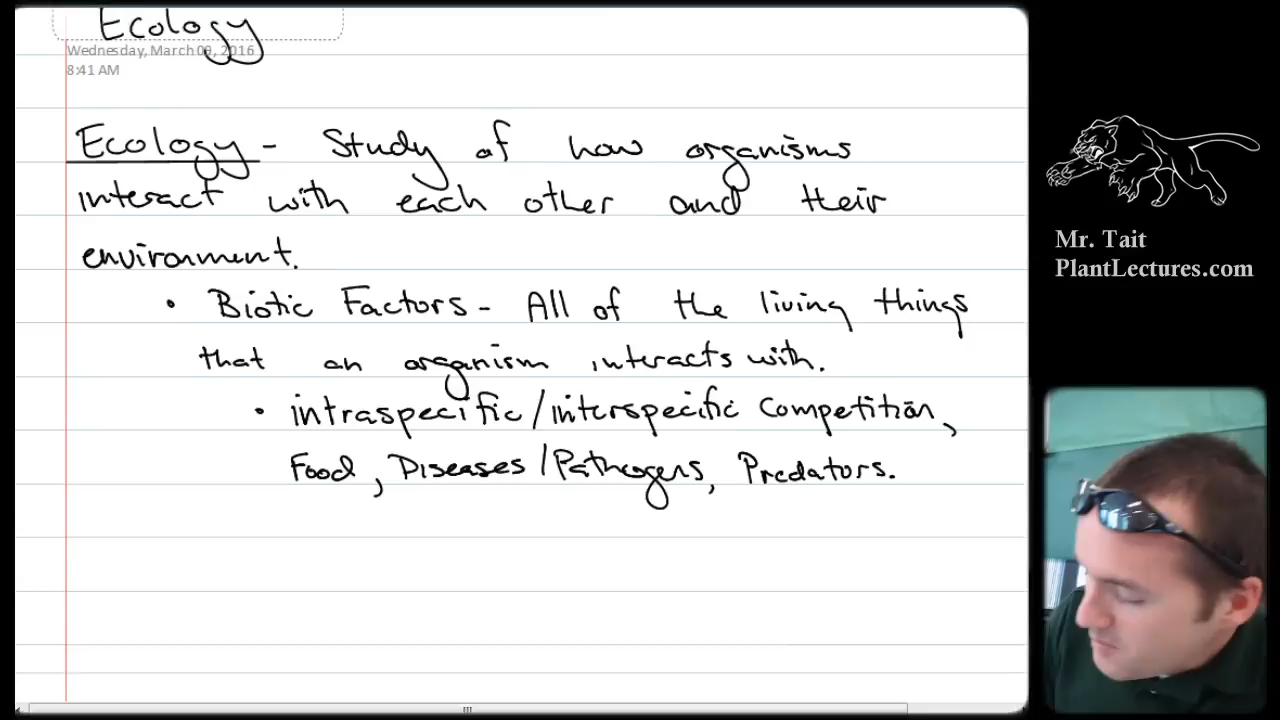 Ecology
Wednesday, March 09, 2016
8:41 AM
Ecology - Study of how organisms
interact with each other and their
environment.
• Biotic Factors - All of the living things
that an organism interacts with.
• intraspecific/interspecific Competition,
Food, Diseases/Pathogens, Predators.
Mr. Tait
PlantLectures.com